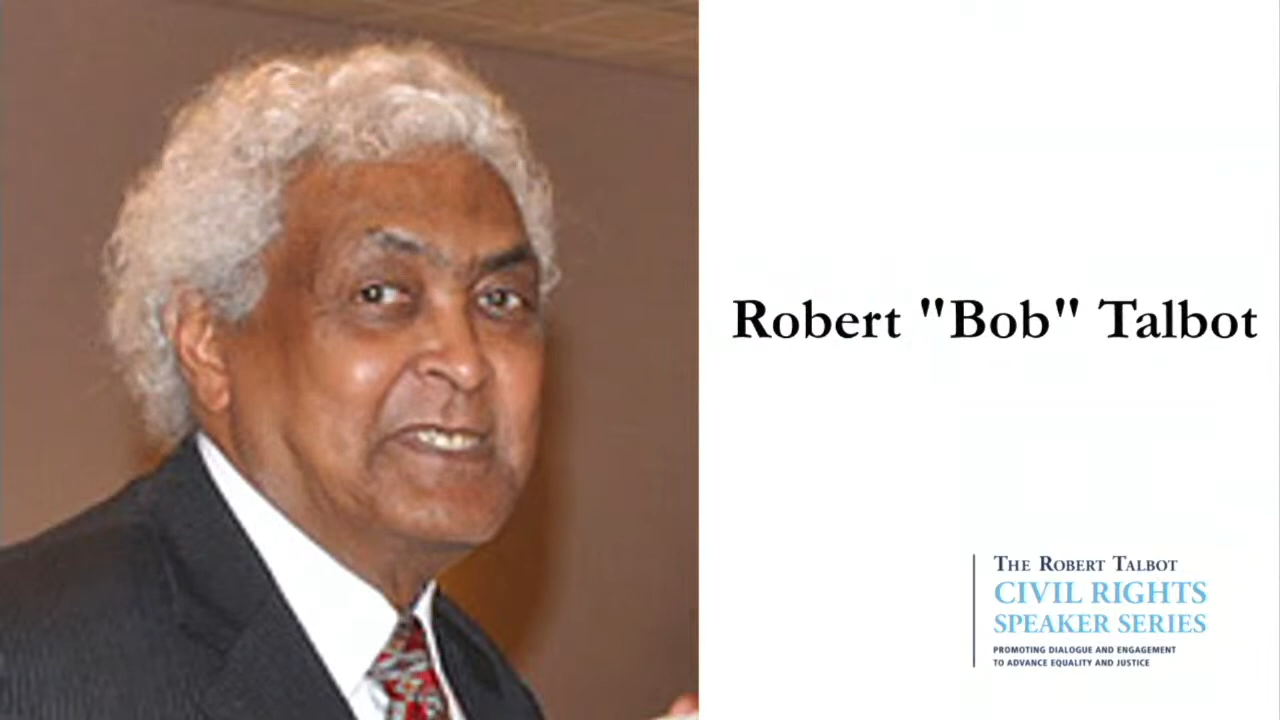 Robert "Bob" Talbot
THE ROBERT TALBOT
CIVIL RIGHTS
SPEAKER SERIES
PROMOTING DIALOGUE AND ENGAGEMENT
TO ADVANCE EQUALITY AND JUSTICE